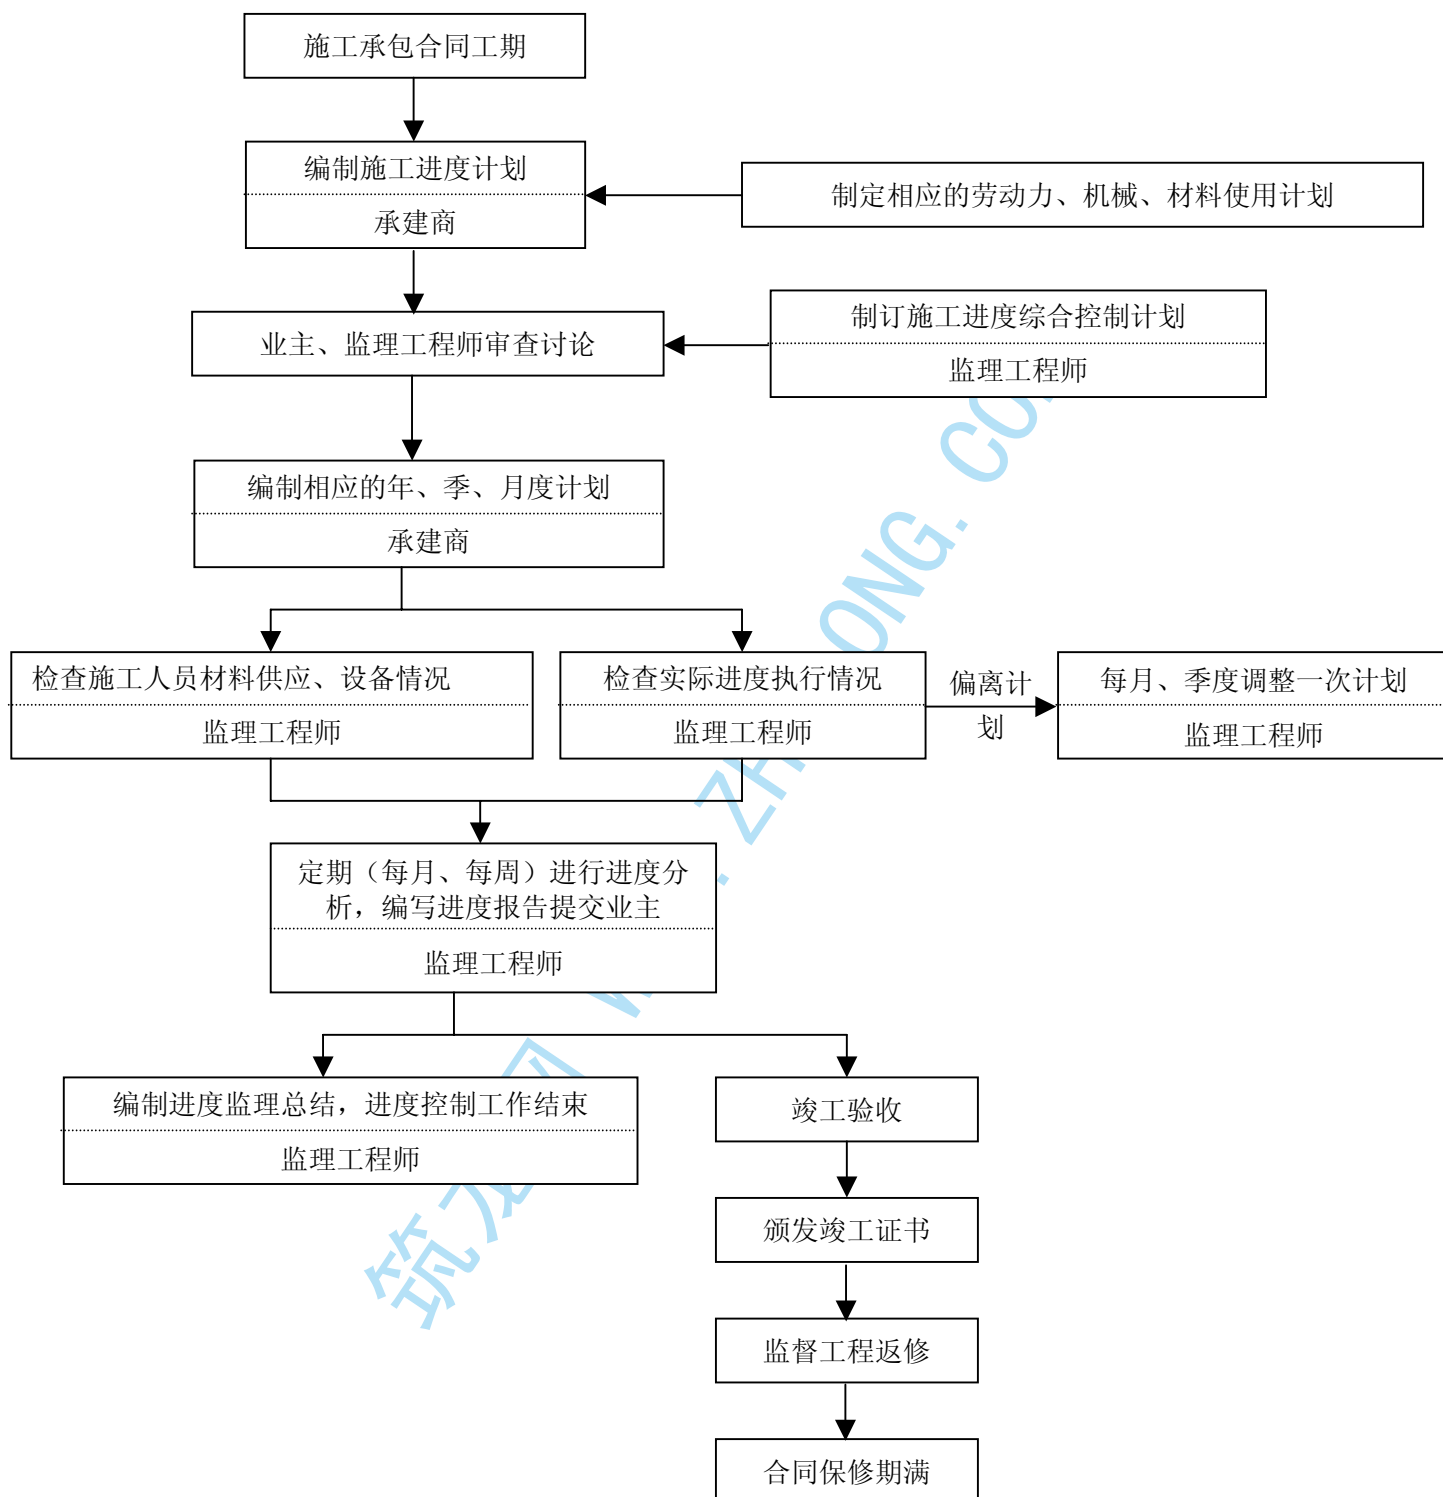 施工承包合同工期
编制施工进度计划
承建商
制定相应的劳动力、机械、材料使用计划
业主、监理工程师审查讨论
制订施工进度综合控制计划
监理工程师
编制相应的年、季、月度计划
承建商
检查施工人员材料供应、设备情况
监理工程师
检查实际进度执行情况
监理工程师
偏离计
划
每月、季度调整一次计划
监理工程师
定期（每月、每周）进行进度分
析，编写进度报告提交业主
监理工程师
编制进度监理总结，进度控制工作结束
监理工程师
竣工验收
颁发竣工证书
监督工程返修
合同保修期满